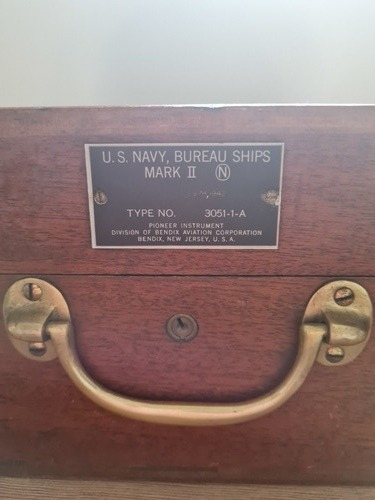 U. S. NAVY, BUREAU SHIPS
MARK II N
TYPE NO. 3051-1-A
PIONEER INSTRUMENT
DIVISION OF BENDIX AVIATION CORPORATION
BENDIX, NEW JERSEY, U. S. A.